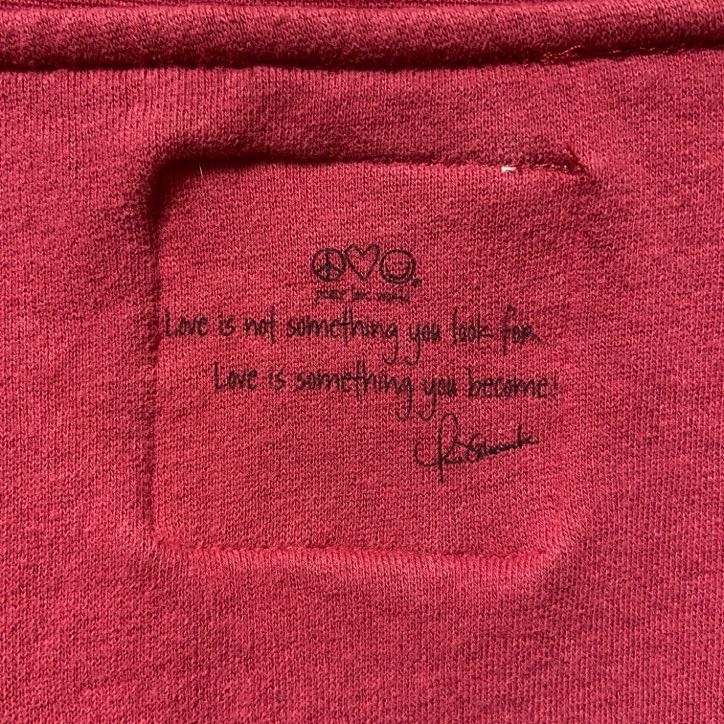 peace love world
Love is not something you look for.
Love is something you become!